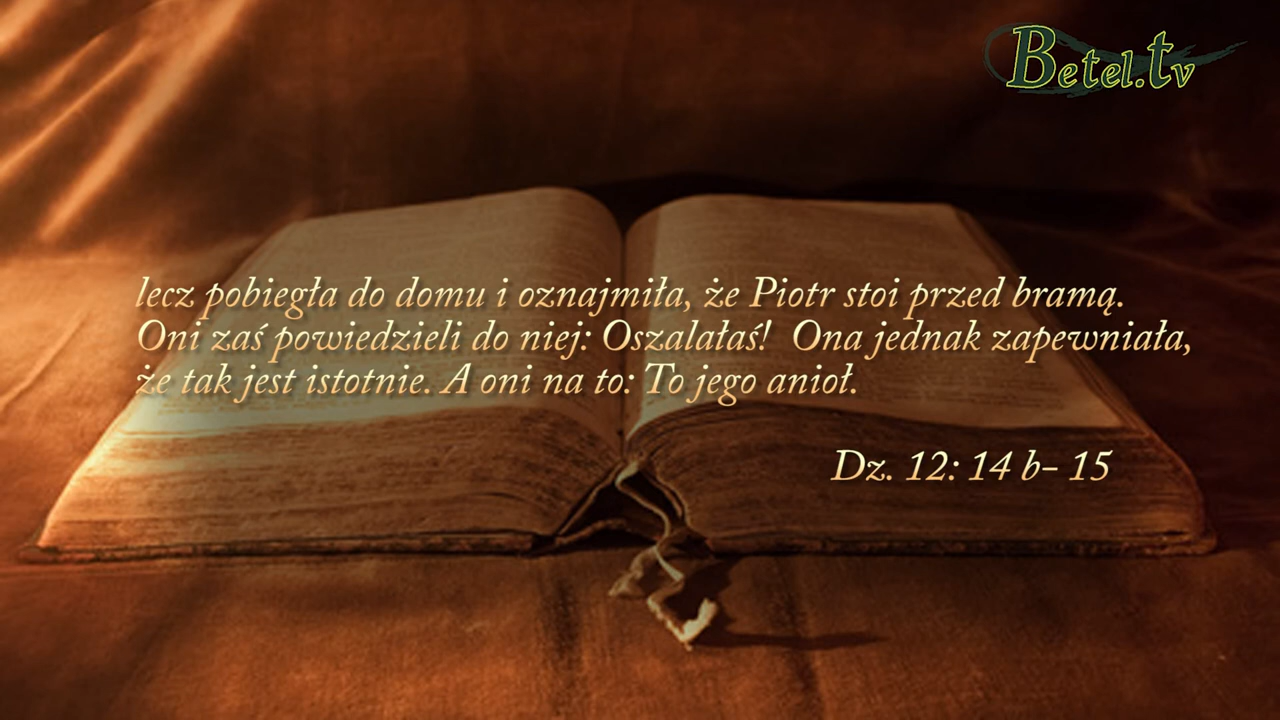 Betel.tv
lecz pobiegła do domu i oznajmiła, że Piotr stoi przed bramą.
Oni zaś powiedzieli do niej: Oszalałaś! Ona jednak zapewniała,
że tak jest istotnie. A oni na to: To jego anioł.
Dz. 12: 14 b- 15